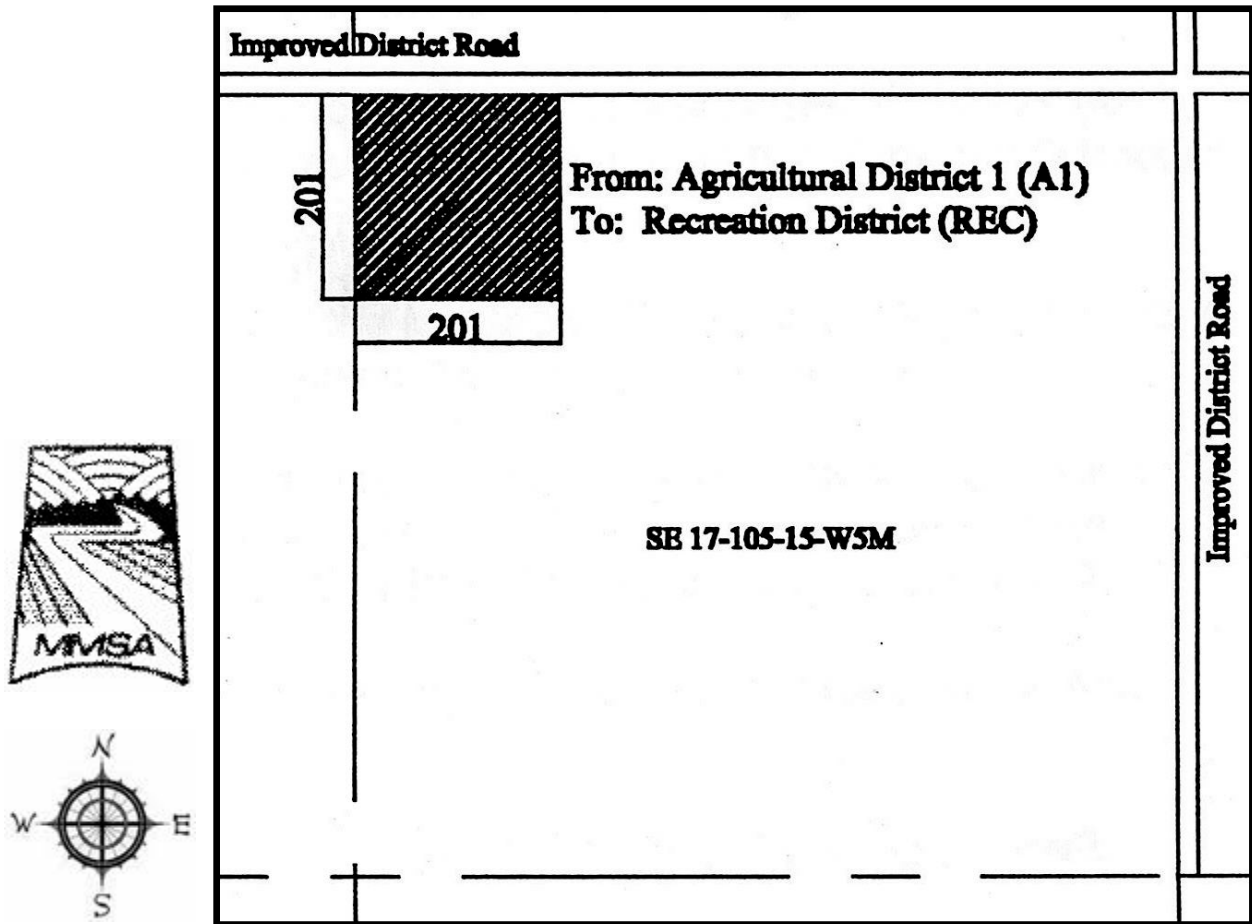 Improved District Road
201
From: Agricultural District 1 (A1)
To: Recreation District (REC)
201
Improved District Road
SE 17-105-15-W5M
MMSA
N
W
E
S